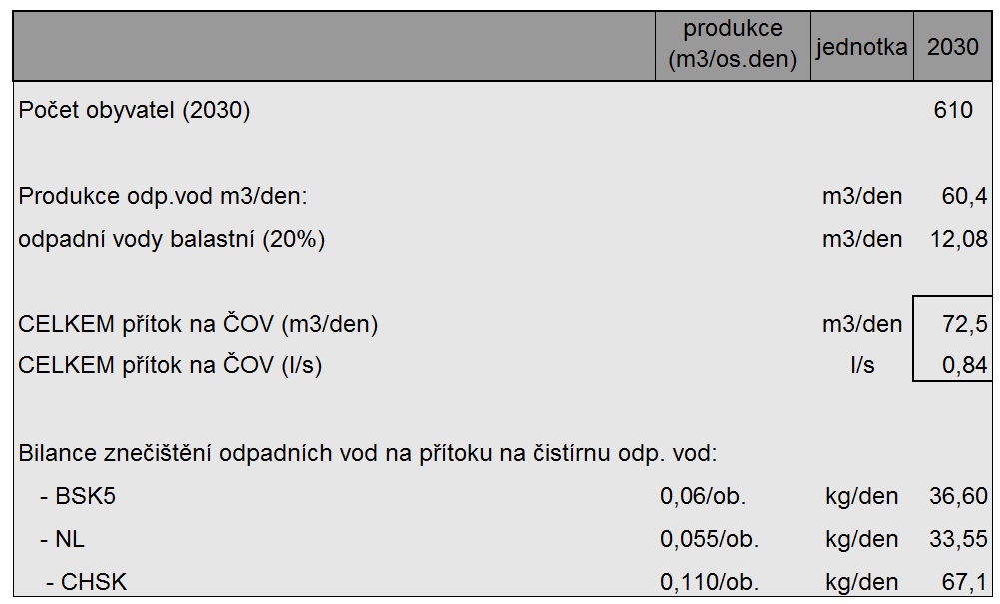 produkce (m3/os.den) jednotka 2030
Počet obyvatel (2030) 610
Produkce odp.vod m3/den: m3/den 60,4
odpadní vody balastní (20%) m3/den 12,08
CELKEM přítok na ČOV (m3/den) m3/den 72,5
CELKEM přítok na ČOV (l/s) l/s 0,84
Bilance znečištění odpadních vod na přítoku na čistírnu odp. vod:
- BSK5 0,06/ob. kg/den 36,60
- NL 0,055/ob. kg/den 33,55
- CHSK 0,110/ob. kg/den 67,1